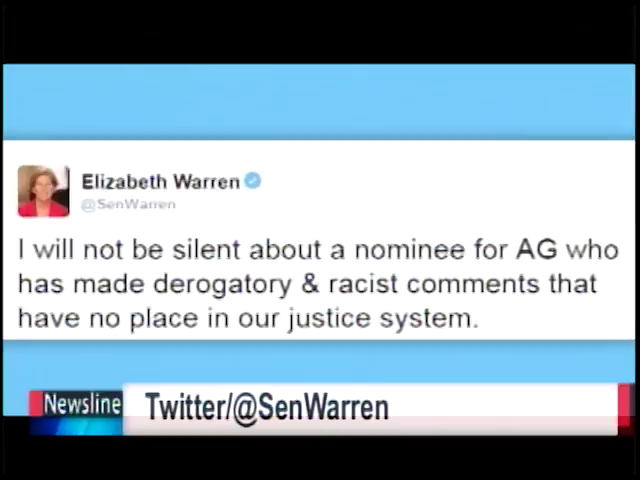 Elizabeth Warren
@SenWarren
I will not be silent about a nominee for AG who
has made derogatory & racist comments that
have no place in our justice system.
Newsline Twitter/@SenWarren